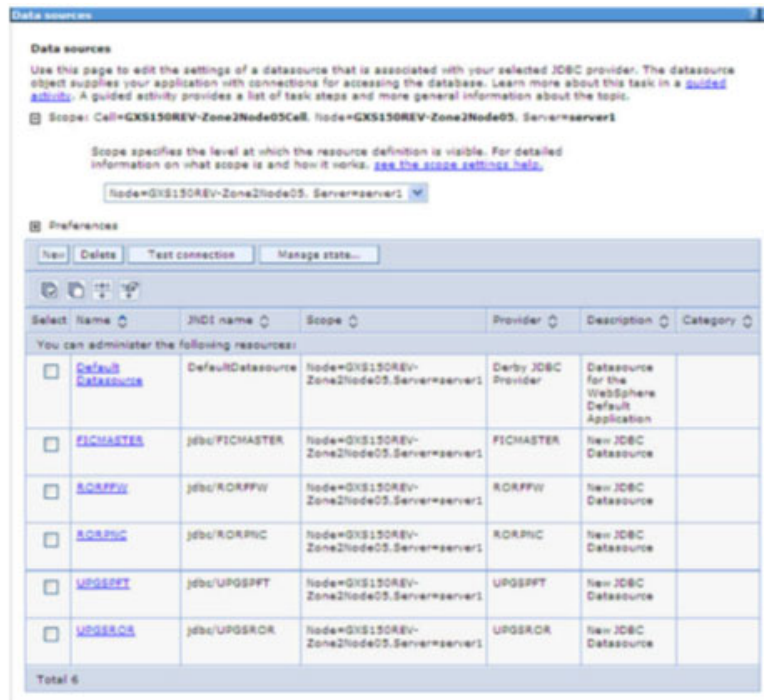 Data sources ?
Data sources
Use this page to edit the settings of a datasource that is associated with your selected JDBC provider. The datasource
object supplies your application with connections for accessing the database. Learn more about this task in a guided
activity. A guided activity provides a list of task steps and more general information about the topic.
Scope: Cell=GXS150REV-Zone2Node05Cell, Node=GXS150REV-Zone2Node05, Server=server1
Scope specifies the level at which the resource definition is visible. For detailed
information on what scope is and how it works, see the scope settings help.
Node=GXS150REV-Zone2Node05, Server=server1
Preferences
New Delete Test connection Manage state...
Select Name JNDI name Scope Provider Description Category
You can administer the following resources:
Default DefaultDatasource Node=GXS150REV- Derby JDBC Datasource
Datasource Zone2Node05,Server=server1 Provider for the
WebSphere
Default
Application
FICMASTER jdbc/FICMASTER Node=GXS150REV- FICMASTER New JDBC
Zone2Node05,Server=server1 Datasource
RORFFW jdbc/RORFFW Node=GXS150REV- RORFFW New JDBC
Zone2Node05,Server=server1 Datasource
RORPNC jdbc/RORPNC Node=GXS150REV- RORPNC New JDBC
Zone2Node05,Server=server1 Datasource
UPGSPFT jdbc/UPGSPFT Node=GXS150REV- UPGSPFT New JDBC
Zone2Node05,Server=server1 Datasource
UPGSROR jdbc/UPGSROR Node=GXS150REV- UPGSROR New JDBC
Zone2Node05,Server=server1 Datasource
Total 6